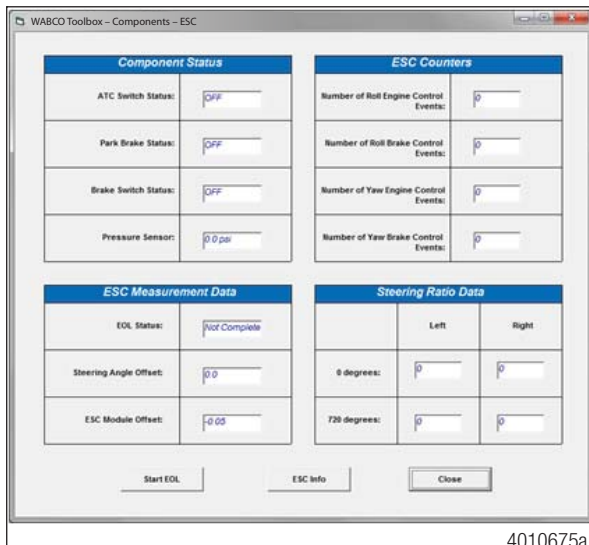 WABCO Toolbox – Components – ESC
Component Status
ATC Switch Status: OFF
Park Brake Status: OFF
Brake Switch Status: OFF
Pressure Sensor: 0.0 psi
ESC Counters
Number of Roll Engine Control
Events: 0
Number of Roll Brake Control
Events: 0
Number of Yaw Engine Control
Events: 0
Number of Yaw Brake Control
Events: 0
ESC Measurement Data
EOL Status: Not Complete
Steering Angle Offset: 0.0
ESC Module Offset: -0.05
Steering Ratio Data
Left Right
0 degrees: 0 0
720 degrees: 0 0
Start EOL ESC Info Close
4010675a